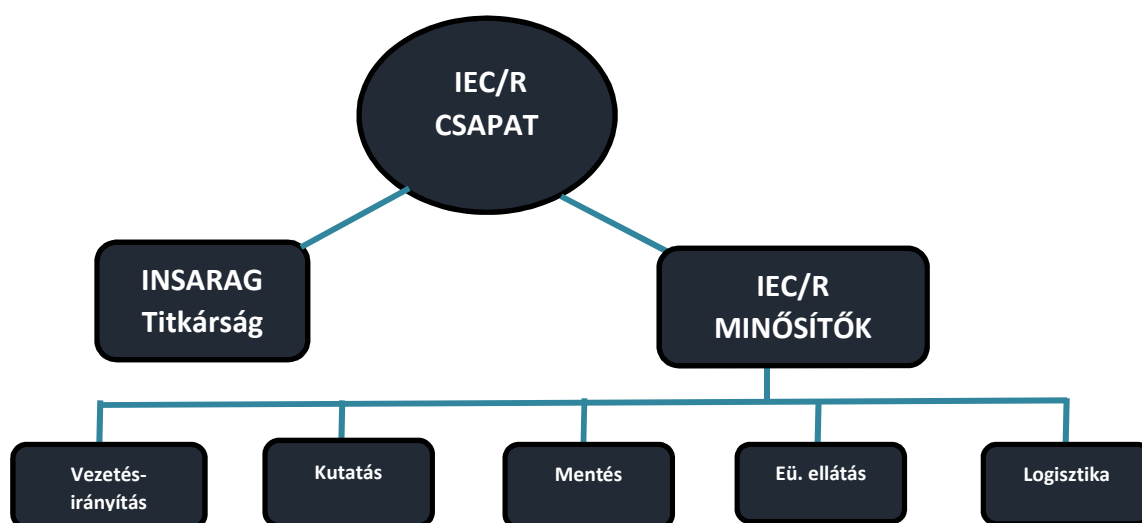 IEC/R
CSAPAT
INSARAG
Titkárság
IEC/R
MINŐSÍTŐK
Vezetés-
irányítás
Kutatás
Mentés
Eü. ellátás
Logisztika